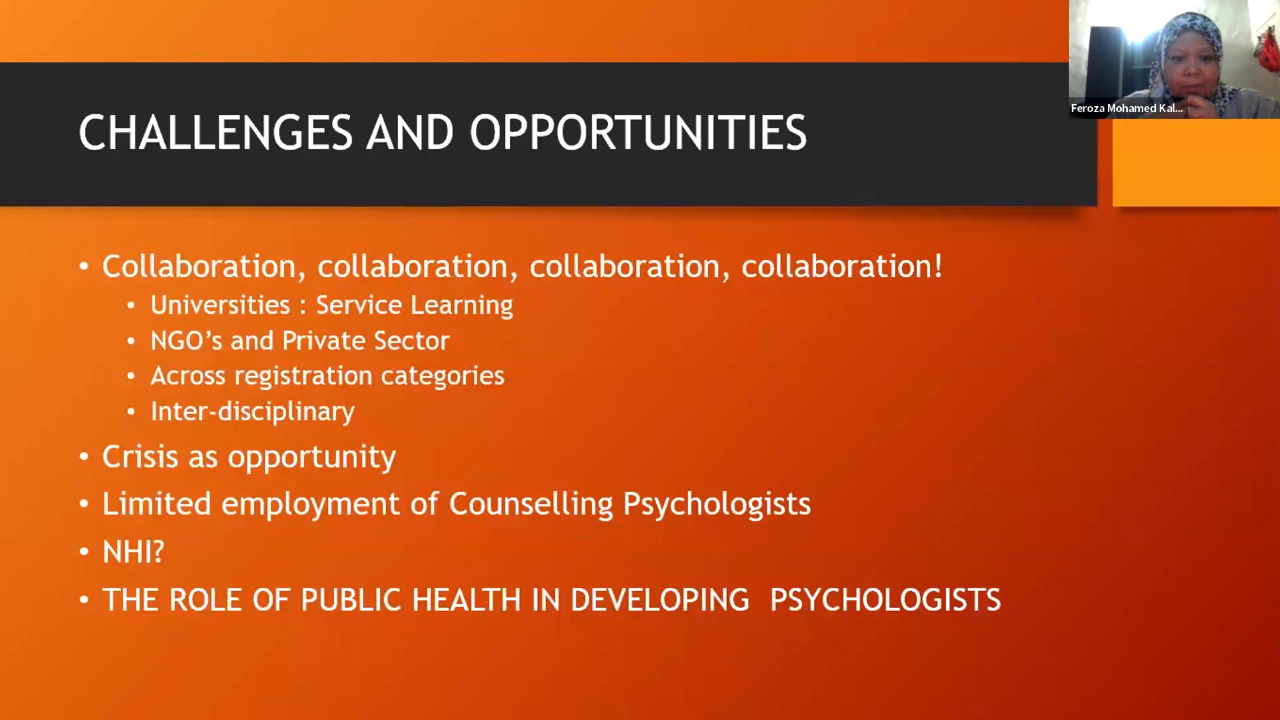 CHALLENGES AND OPPORTUNITIES
Feroza Mohamed Kal...
• Collaboration, collaboration, collaboration, collaboration!
• Universities : Service Learning
• NGO’s and Private Sector
• Across registration categories
• Inter-disciplinary
• Crisis as opportunity
• Limited employment of Counselling Psychologists
• NHI?
• THE ROLE OF PUBLIC HEALTH IN DEVELOPING  PSYCHOLOGISTS